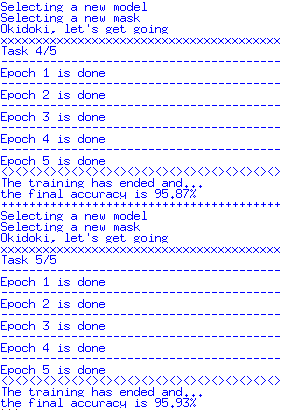 Selecting a new model
Selecting a new mask
Okidoki, let's get going
xxxxxxxxxxxxxxxxxxxxxxxxxxxxxxxxxxxxxxxx
Task 4/5
----------------------------------------
Epoch 1 is done
----------------------------------------
Epoch 2 is done
----------------------------------------
Epoch 3 is done
----------------------------------------
Epoch 4 is done
----------------------------------------
Epoch 5 is done
<><><><><><><><><><><><><><><><><><><><>
The training has ended and...
the final accuracy is 95.87%
++++++++++++++++++++++++++++++++++++++++
Selecting a new model
Selecting a new mask
Okidoki, let's get going
xxxxxxxxxxxxxxxxxxxxxxxxxxxxxxxxxxxxxxxx
Task 5/5
----------------------------------------
Epoch 1 is done
----------------------------------------
Epoch 2 is done
----------------------------------------
Epoch 3 is done
----------------------------------------
Epoch 4 is done
----------------------------------------
Epoch 5 is done
<><><><><><><><><><><><><><><><><><><><>
The training has ended and...
the final accuracy is 95.93%